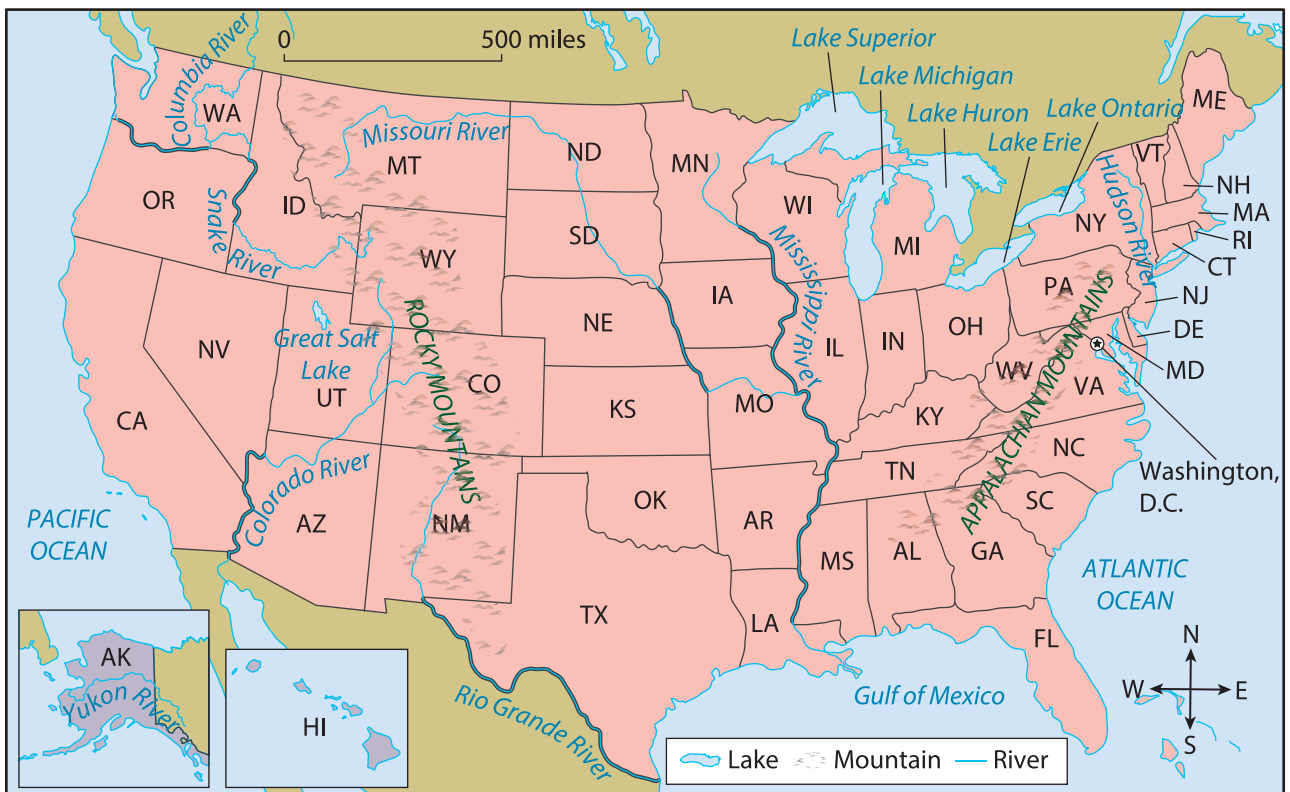 0 500 miles
Columbia River
WA
Missouri River
MT
ND
MN
Lake Superior
Lake Michigan
Lake Huron
Lake Ontario
Lake Erie
ME
VT
NH
MA
RI
CT
NJ
DE
MD
Hudson River
NY
OR
Snake
River
ID
WY
SD
WI
MI
Mississippi River
IA
NE
PA
OH
IN
IL
NV
Great Salt
Lake
UT
ROCKY MOUNTAINS
CO
KS
MO
KY
WV
VA
APPALACHIAN MOUNTAINS
CA
Colorado River
AZ
NM
OK
AR
TN
NC
SC
Washington,
D.C.
PACIFIC
OCEAN
TX
LA
MS
AL
GA
FL
ATLANTIC
OCEAN
Rio Grande River
Gulf of Mexico
AK
Yukon River
HI
N
W E
S
Lake Mountain River